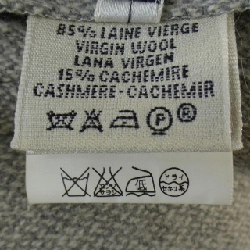 85% LAINE VIERGE
VIRGIN WOOL
LANA VIRGEN
15% CACHEMIRE
CASHMERE-CACHEMIR
P ®